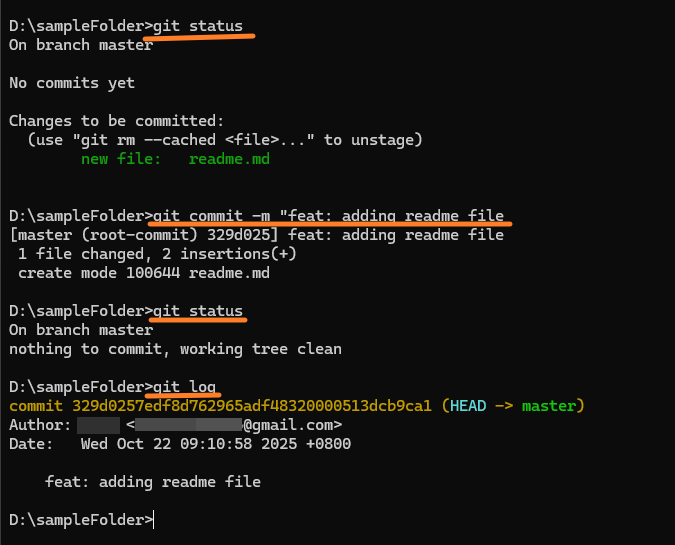 D:\sampleFolder>git status
On branch master
No commits yet
Changes to be committed:
(use "git rm --cached <file>..." to unstage)
new file: readme.md
D:\sampleFolder>git commit -m "feat: adding readme file
[master (root-commit) 329d025] feat: adding readme file
1 file changed, 2 insertions(+)
create mode 100644 readme.md
D:\sampleFolder>git status
On branch master
nothing to commit, working tree clean
D:\sampleFolder>git log
commit 329d0257edf8d762965adf48320000513dcb9ca1 (HEAD -> master)
Author: < @gmail.com>
Date: Wed Oct 22 09:10:58 2025 +0800
feat: adding readme file
D:\sampleFolder>